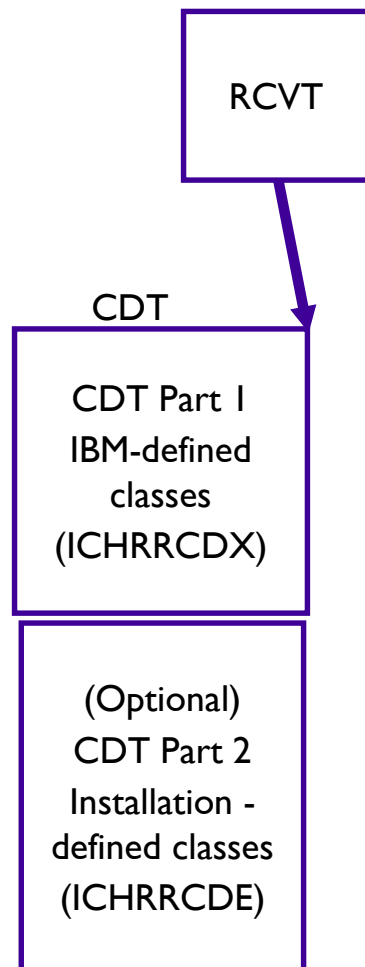 RCVT
CDT
CDT Part 1
IBM-defined
classes
(ICHRRCDX)
(Optional)
CDT Part 2
Installation -
defined classes
(ICHRRCDE)